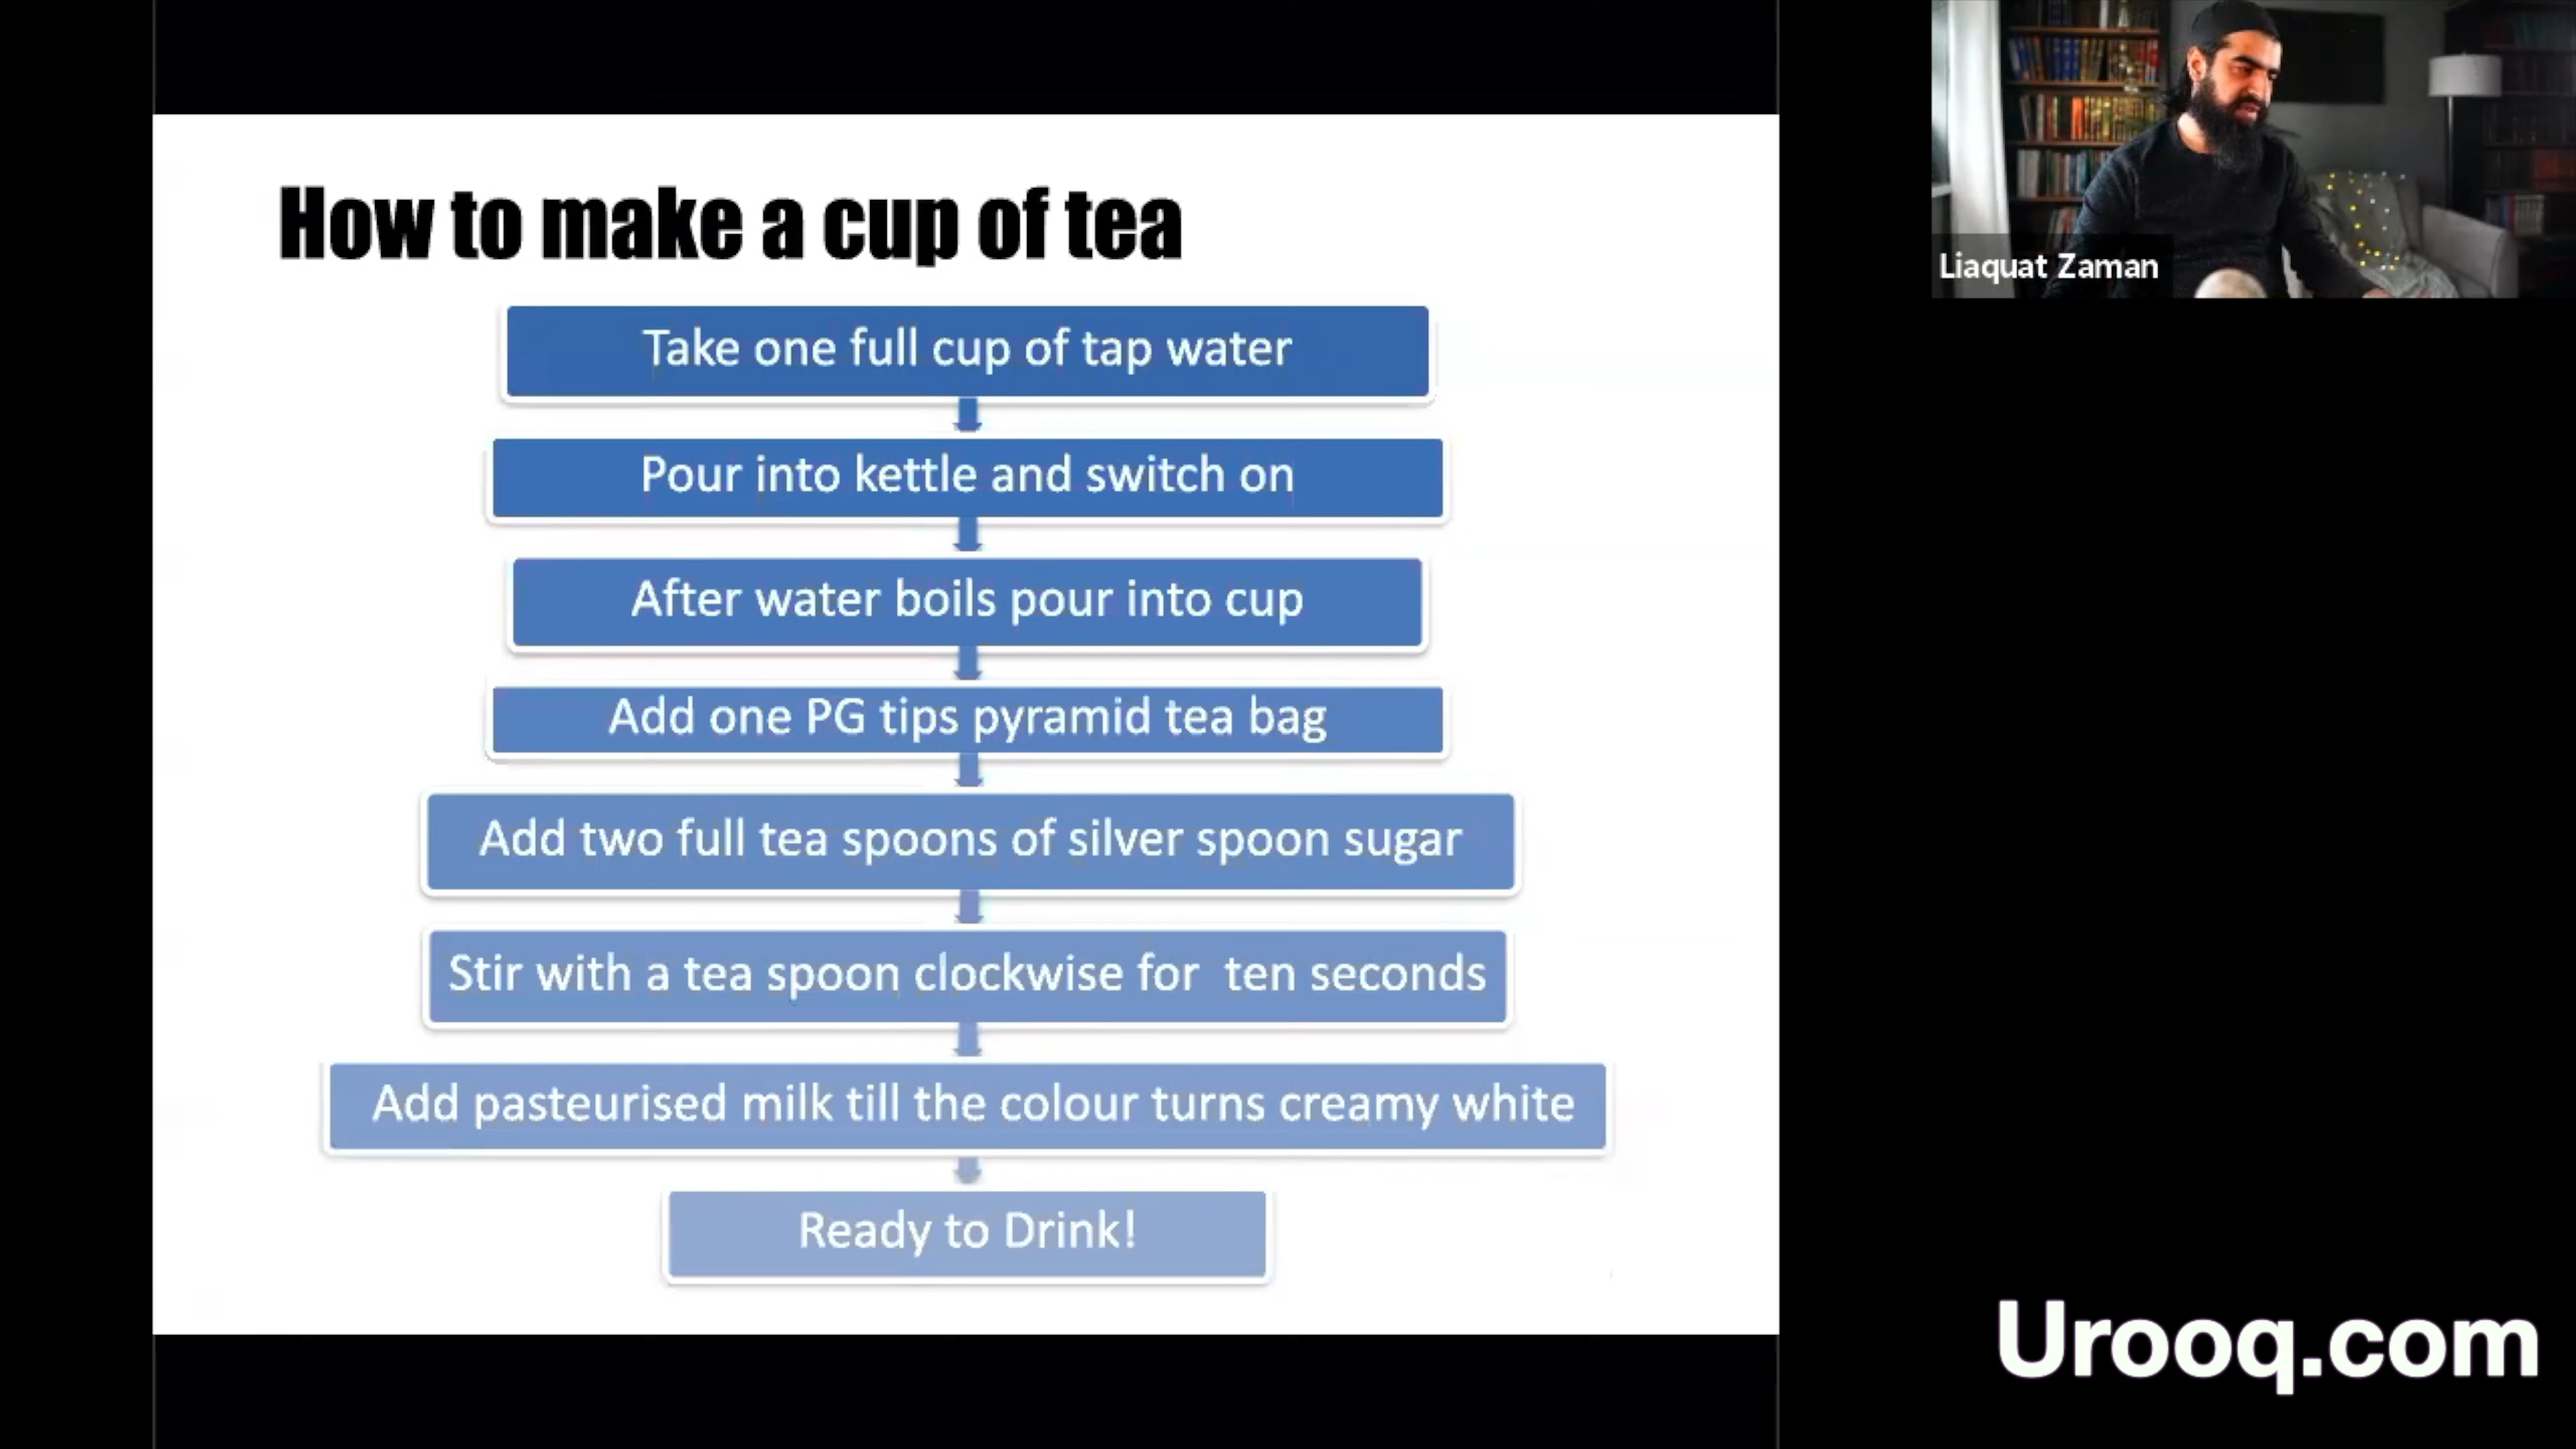 How to make a cup of tea
Take one full cup of tap water
Pour into kettle and switch on
After water boils pour into cup
Add one PG tips pyramid tea bag
Add two full tea spoons of silver spoon sugar
Stir with a tea spoon clockwise for  ten seconds
Add pasteurised milk till the colour turns creamy white
Ready to Drink!
Liaquat Zaman
Urooq.com